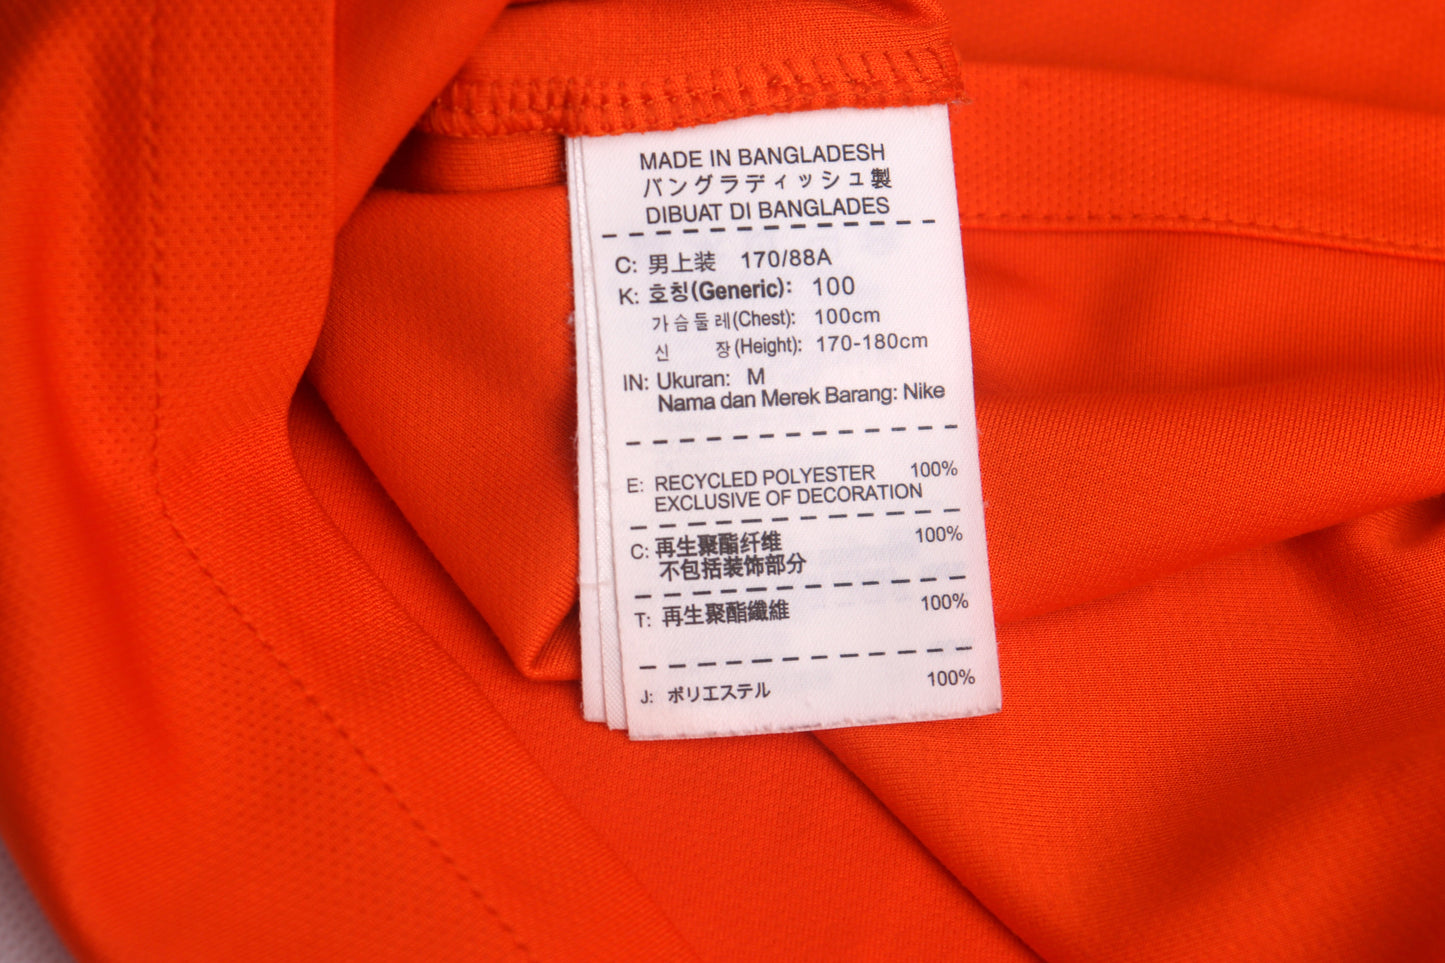 MADE IN BANGLADESH
バングラディッシュ製
DIBUAT DI BANGLADES
C: 男上装 170/88A
K: 호칭(Generic): 100
가슴둘레(Chest): 100cm
신 장(Height): 170-180cm
IN: Ukuran: M
Nama dan Merek Barang: Nike
E: RECYCLED POLYESTER 100%
EXCLUSIVE OF DECORATION
C: 再生聚酯纤维 100%
不包括装饰部分
T: 再生聚酯纖維 100%
J: ポリエステル 100%